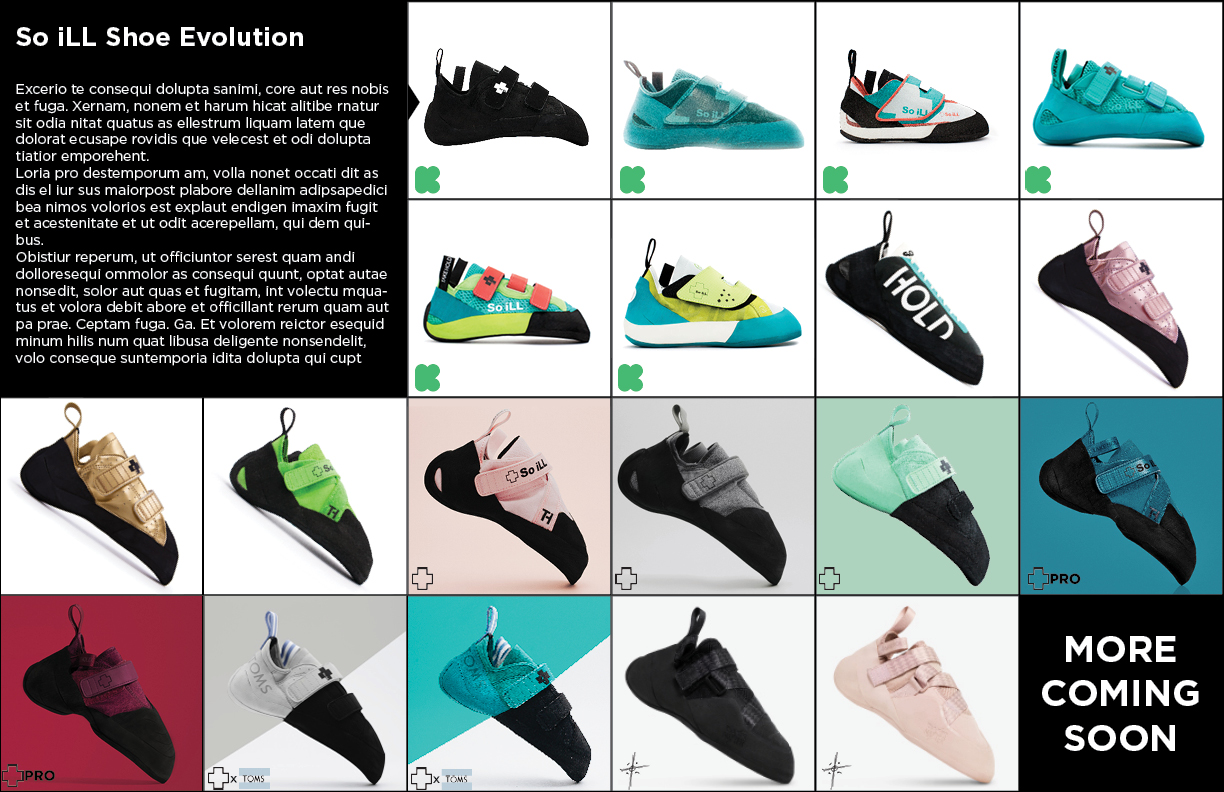 So iLL Shoe Evolution
Excerio te consequi dolupta sanimi, core aut res nobis
et fuga. Xernam, nonem et harum hicat alitibe rnatur
sit odia nitat quatus as ellestrum liquam latem que
dolorat ecusape rovidis que velecest et odi dolupta
tiatior emporehent.
Loria pro destemporum am, volla nonet occati dit as
dis el iur sus maiorpost plabore dellanim adipsapedici
bea nimos volorios est explaut endigen imaxim fugit
et acestenitate et ut odit acerepellam, qui dem qui-
bus.
Obistiur reperum, ut officiuntor serest quam andi
dolloresequi ommolor as consequi quunt, optat autae
nonsedit, solor aut quas et fugitam, int volectu mqua-
tus et volora debit abore et officillant rerum quam aut
pa prae. Ceptam fuga. Ga. Et volorem reictor esequid
minum hilis num quat libusa deligente nonsendelit,
volo conseque suntemporia idita dolupta qui cupt
So iLL
So iLL
So iLL
So iLL
HOLD
So iLL
TH
So
PRO
PRO
TOMS
x TOMS
x TOMS
MORE
COMING
SOON